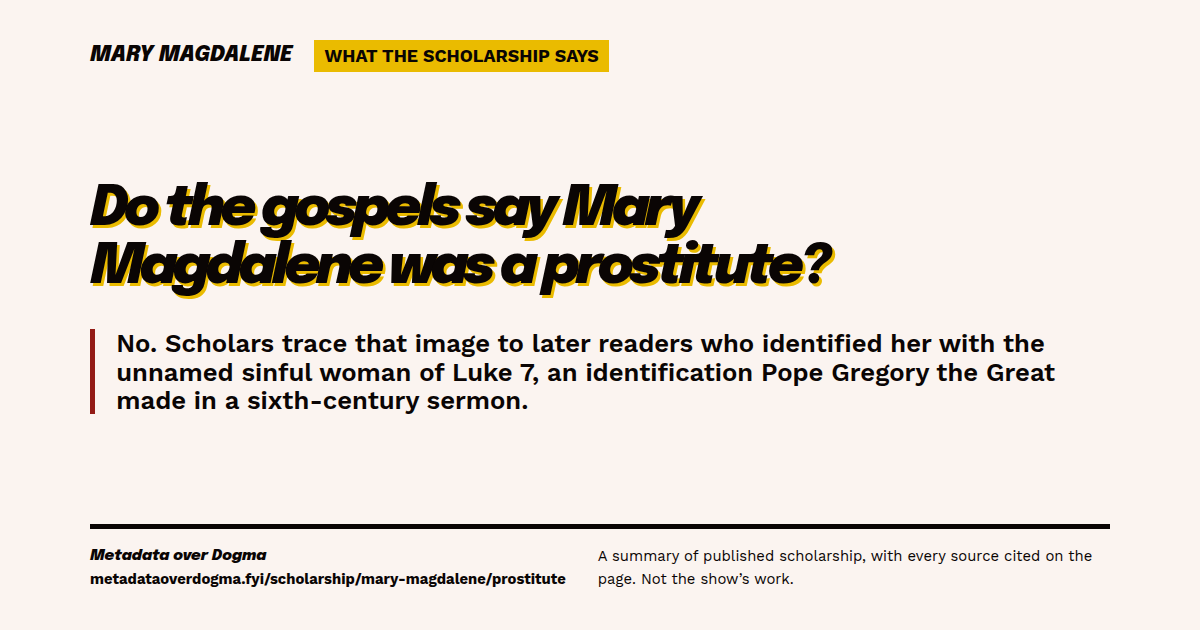 MARY MAGDALENE
WHAT THE SCHOLARSHIP SAYS
Do the gospels say Mary
Magdalene was a prostitute?
No. Scholars trace that image to later readers who identified her with the
unnamed sinful woman of Luke 7, an identification Pope Gregory the Great
made in a sixth-century sermon.
Metadata over Dogma
metadataoverdogma.fyi/scholarship/mary-magdalene/prostitute
A summary of published scholarship, with every source cited on the
page. Not the show’s work.